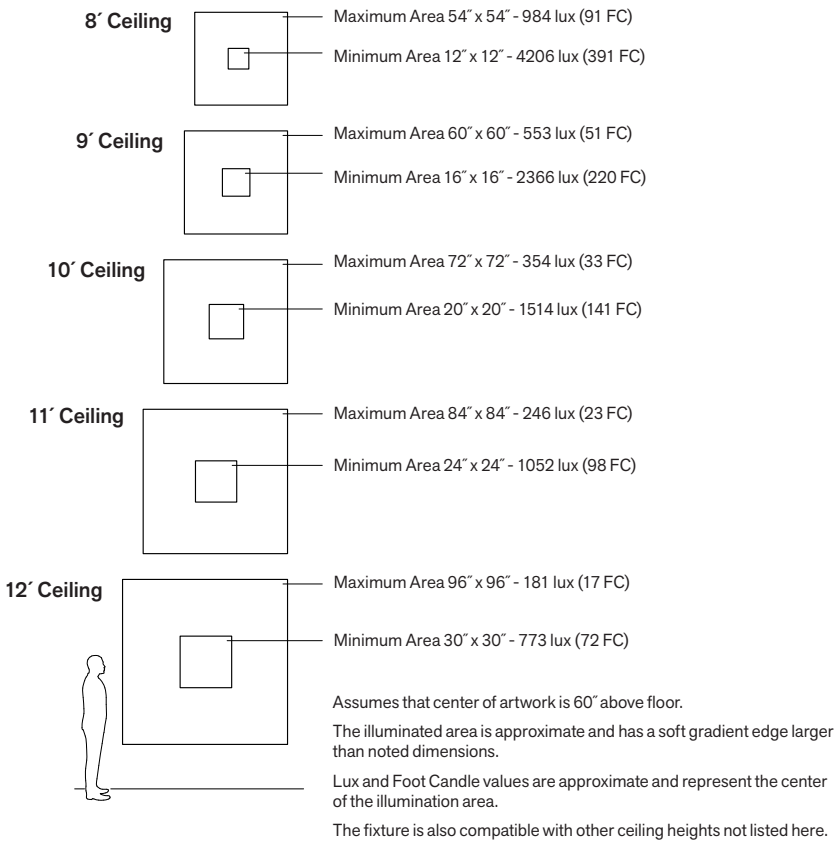 8´ Ceiling
Maximum Area 54˝ x 54˝ - 984 lux (91 FC)
Minimum Area 12˝ x 12˝ - 4206 lux (391 FC)
9´ Ceiling
Maximum Area 60˝ x 60˝ - 553 lux (51 FC)
Minimum Area 16˝ x 16˝ - 2366 lux (220 FC)
10´ Ceiling
Maximum Area 72˝ x 72˝ - 354 lux (33 FC)
Minimum Area 20˝ x 20˝ - 1514 lux (141 FC)
11´ Ceiling
Maximum Area 84˝ x 84˝ - 246 lux (23 FC)
Minimum Area 24˝ x 24˝ - 1052 lux (98 FC)
12´ Ceiling
Maximum Area 96˝ x 96˝ - 181 lux (17 FC)
Minimum Area 30˝ x 30˝ - 773 lux (72 FC)
Assumes that center of artwork is 60˝ above floor.
The illuminated area is approximate and has a soft gradient edge larger
than noted dimensions.
Lux and Foot Candle values are approximate and represent the center
of the illumination area.
The fixture is also compatible with other ceiling heights not listed here.